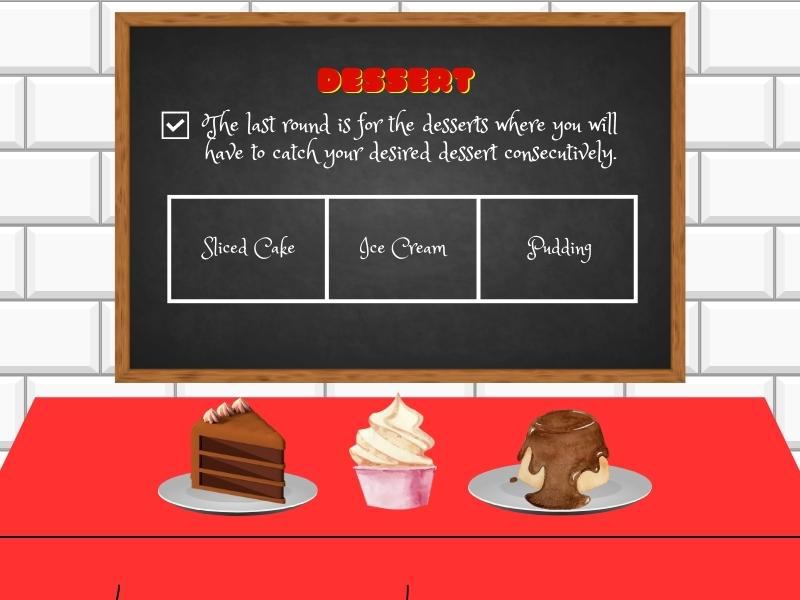 DESSERT
The last round is for the desserts where you will
have to catch your desired dessert consecutively.
Sliced Cake
Ice Cream
Pudding